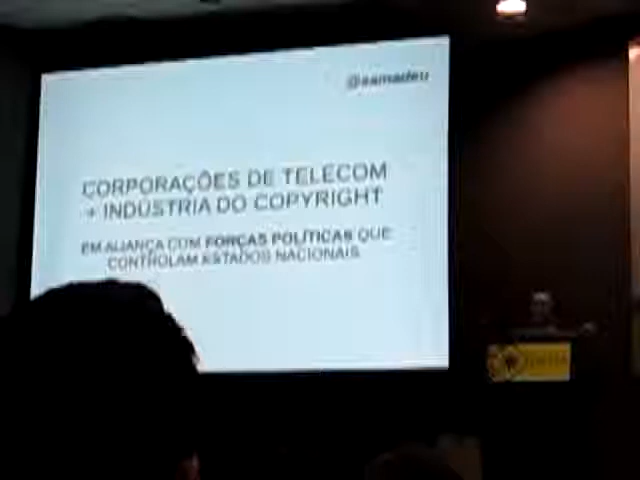 @samadeu
CORPORAÇÕES DE TELECOM
+ INDÚSTRIA DO COPYRIGHT
EM ALIANÇA COM FORÇAS POLÍTICAS QUE
CONTROLAM ESTADOS NACIONAIS